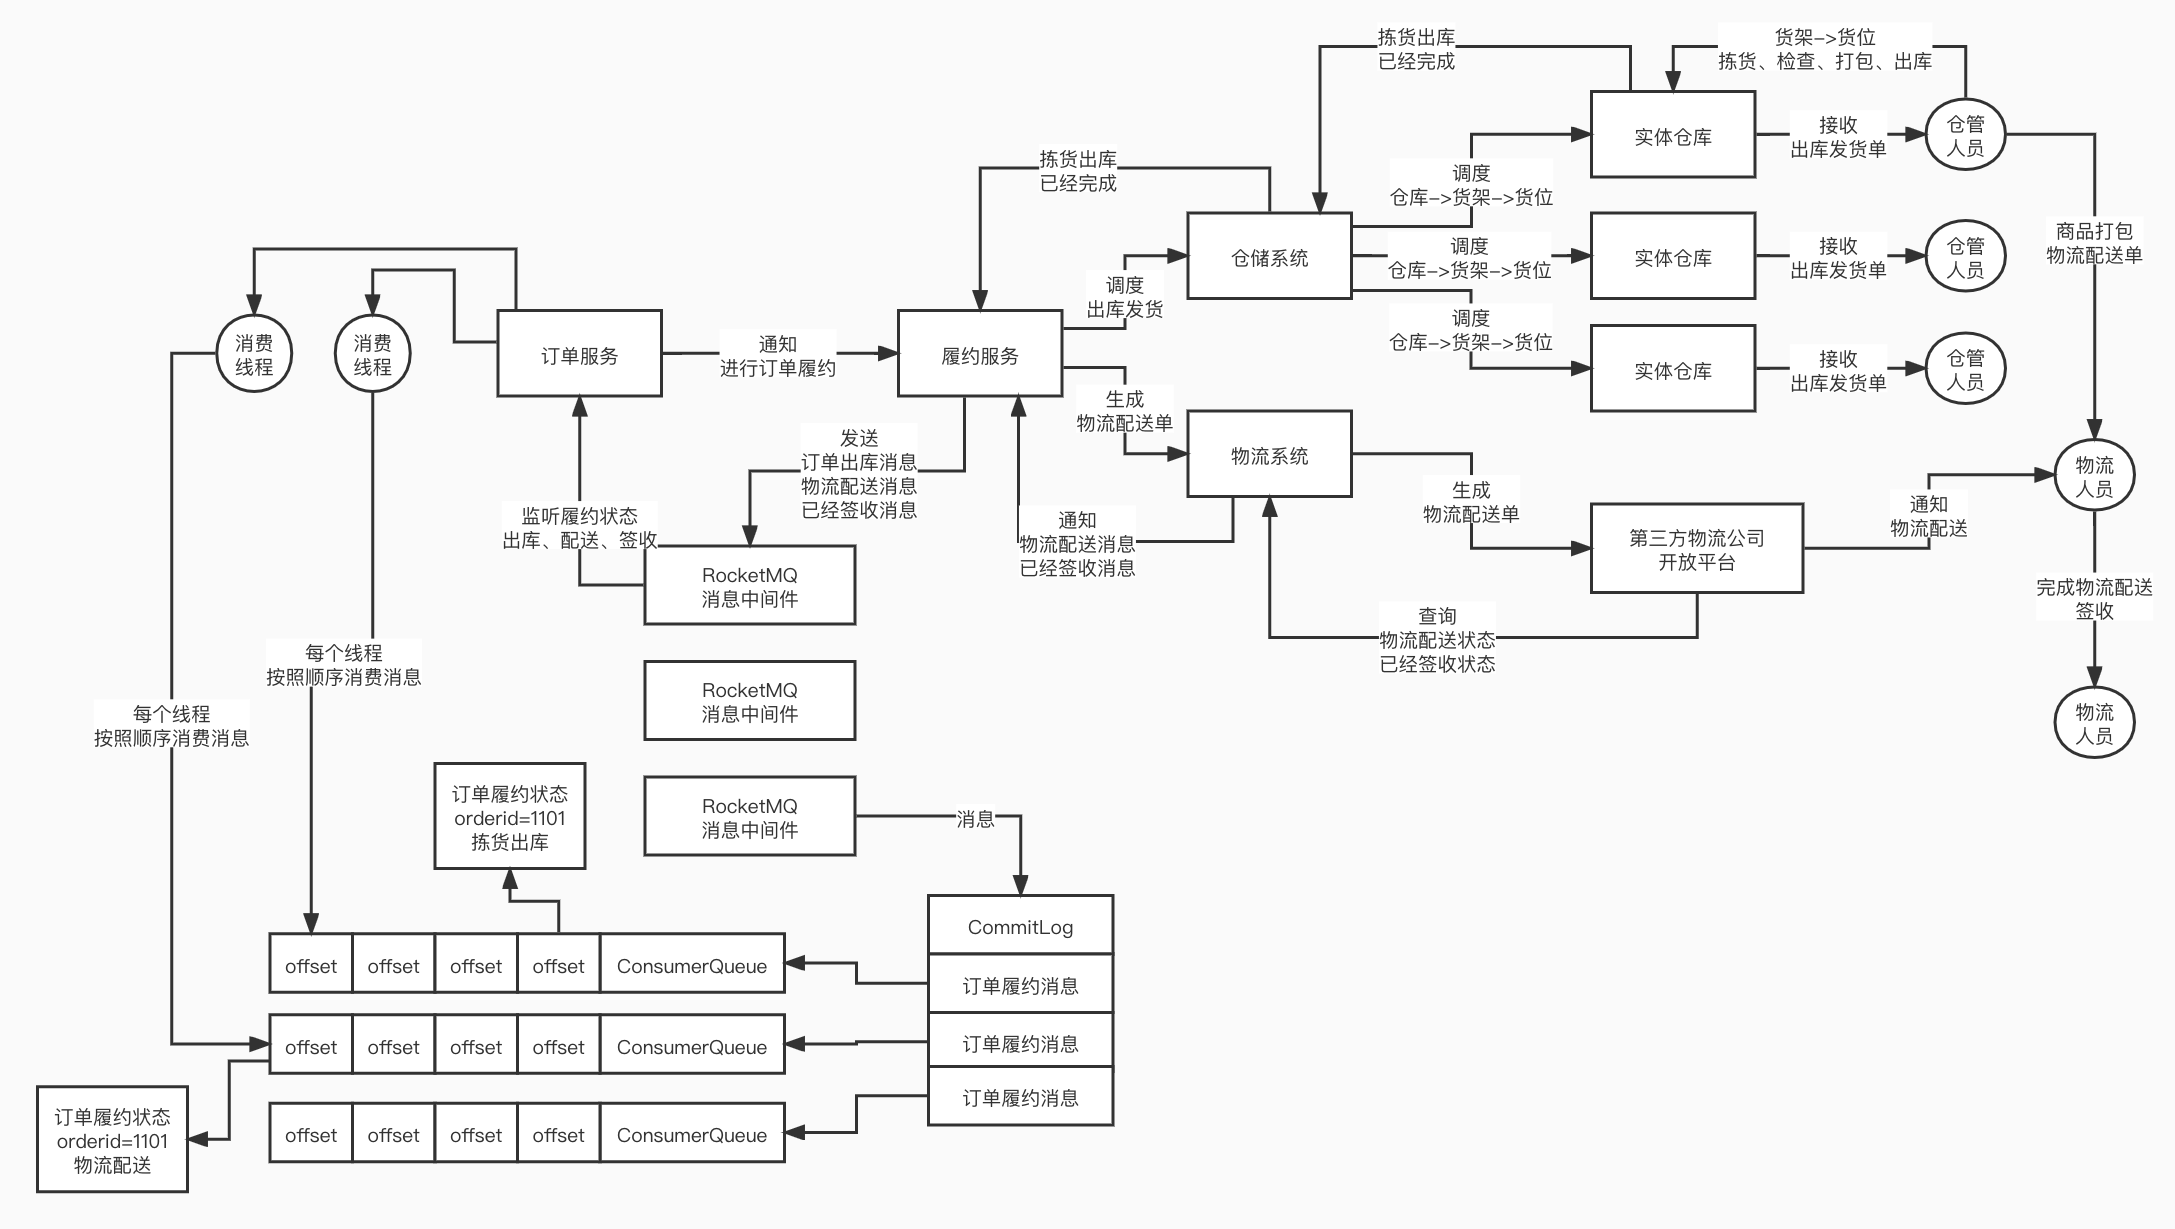 拣货出库
已经完成
货架->货位
拣货、检查、打包、出库
实体仓库
接收
出库发货单
仓管
人员
拣货出库
已经完成
调度
仓库->货架->货位
商品打包
物流配送单
仓储系统
调度
仓库->货架->货位
实体仓库
接收
出库发货单
仓管
人员
调度
出库发货
调度
仓库->货架->货位
实体仓库
接收
出库发货单
仓管
人员
消费
线程
消费
线程
订单服务
通知
进行订单履约
履约服务
生成
物流配送单
物流系统
生成
物流配送单
物流
人员
发送
订单出库消息
物流配送消息
已经签收消息
监听履约状态
出库、配送、签收
通知
物流配送消息
已经签收消息
第三方物流公司
开放平台
通知
物流配送
RocketMQ
消息中间件
完成物流配送
签收
查询
物流配送状态
已经签收状态
每个线程
按照顺序消费消息
RocketMQ
消息中间件
物流
人员
每个线程
按照顺序消费消息
订单履约状态
orderid=1101
拣货出库
RocketMQ
消息中间件
消息
CommitLog
offset
offset
offset
offset
ConsumerQueue
订单履约消息
offset
offset
offset
offset
ConsumerQueue
订单履约消息
订单履约状态
orderid=1101
物流配送
offset
offset
offset
offset
ConsumerQueue
订单履约消息